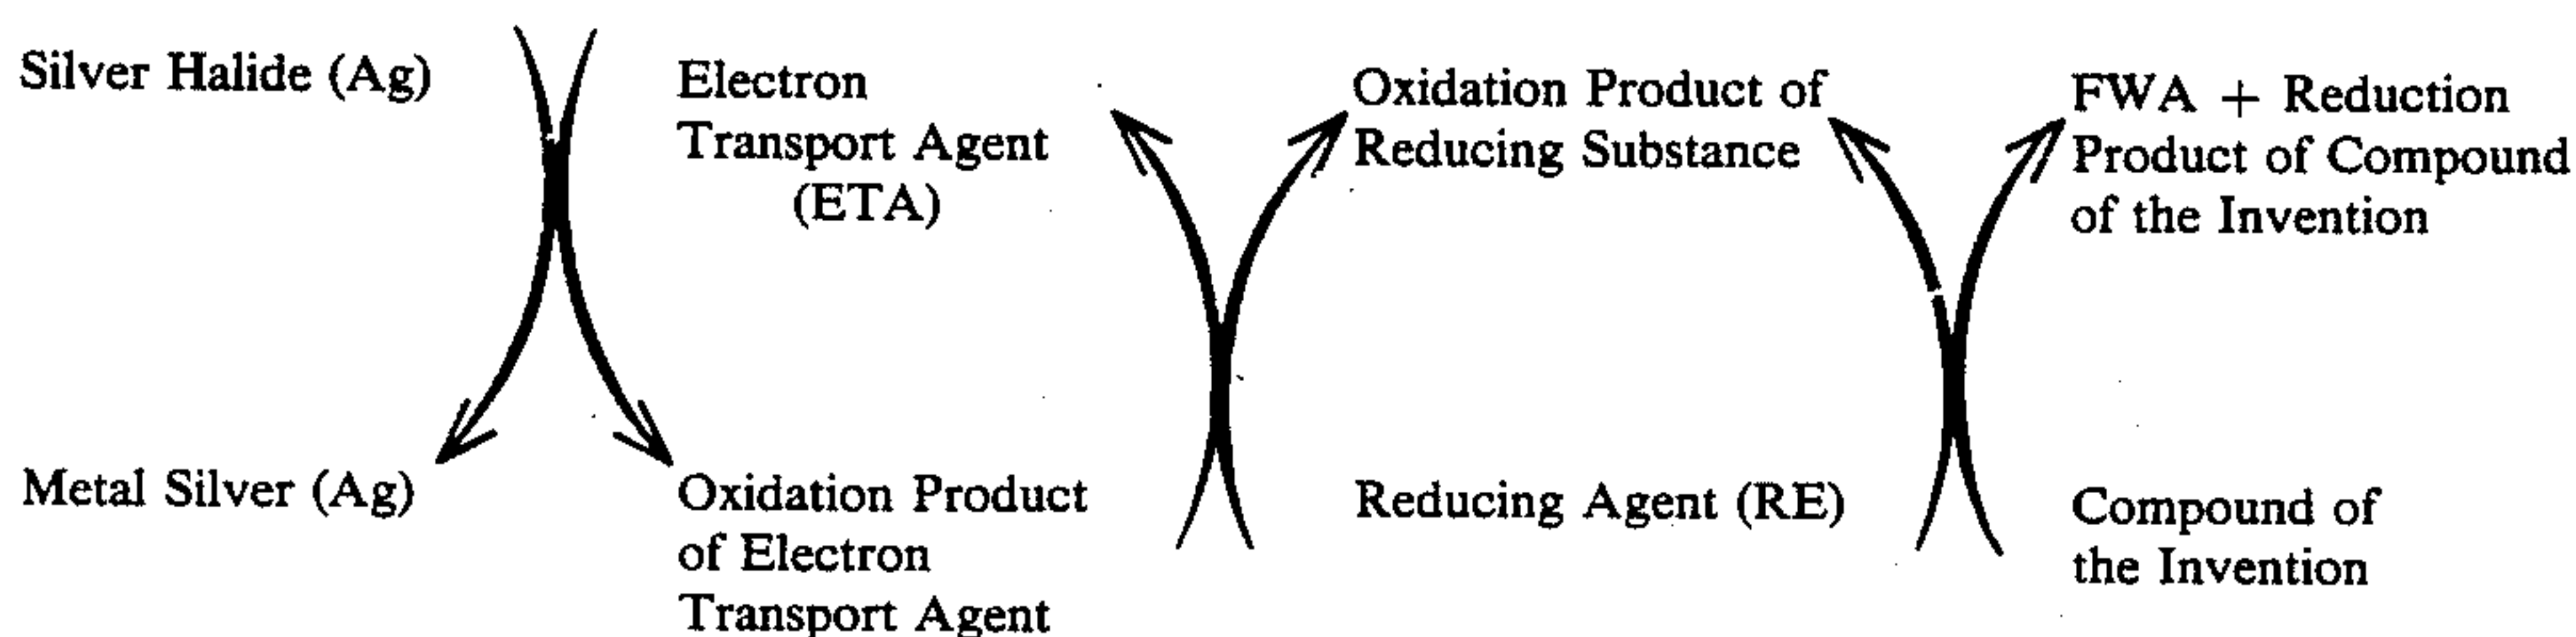 Silver Halide (Ag)
Electron
Transport Agent
(ETA)
Oxidation Product of
Reducing Substance
FWA + Reduction
Product of Compound
of the Invention
Metal Silver (Ag)
Oxidation Product
of Electron
Transport Agent
Reducing Agent (RE)
Compound of
the Invention